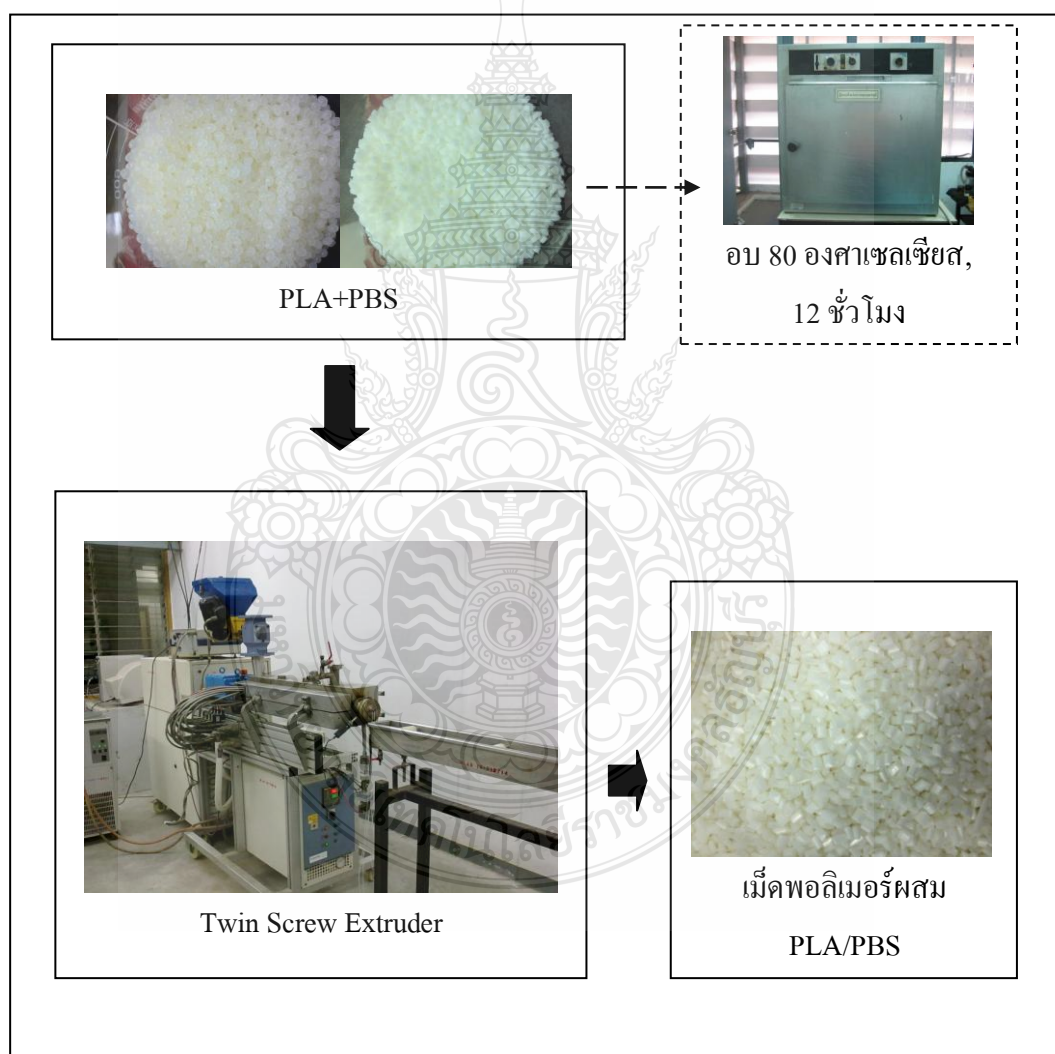 PLA+PBS
อบ 80 องศาเซลเซียส,
12 ชั่วโมง
Twin Screw Extruder
เม็ดพอลิเมอร์ผสม
PLA/PBS